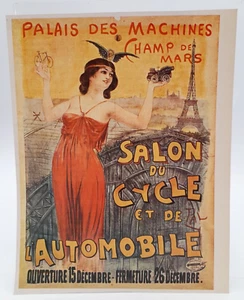 PALAIS DES MACHINES
CHAMP DE
MARS
SALON
DU
CYCLE
ET DE
L'AUTOMOBILE
OUVERTURE 15 DÉCEMBRE - FERMETURE 26 DÉCEMBRE.